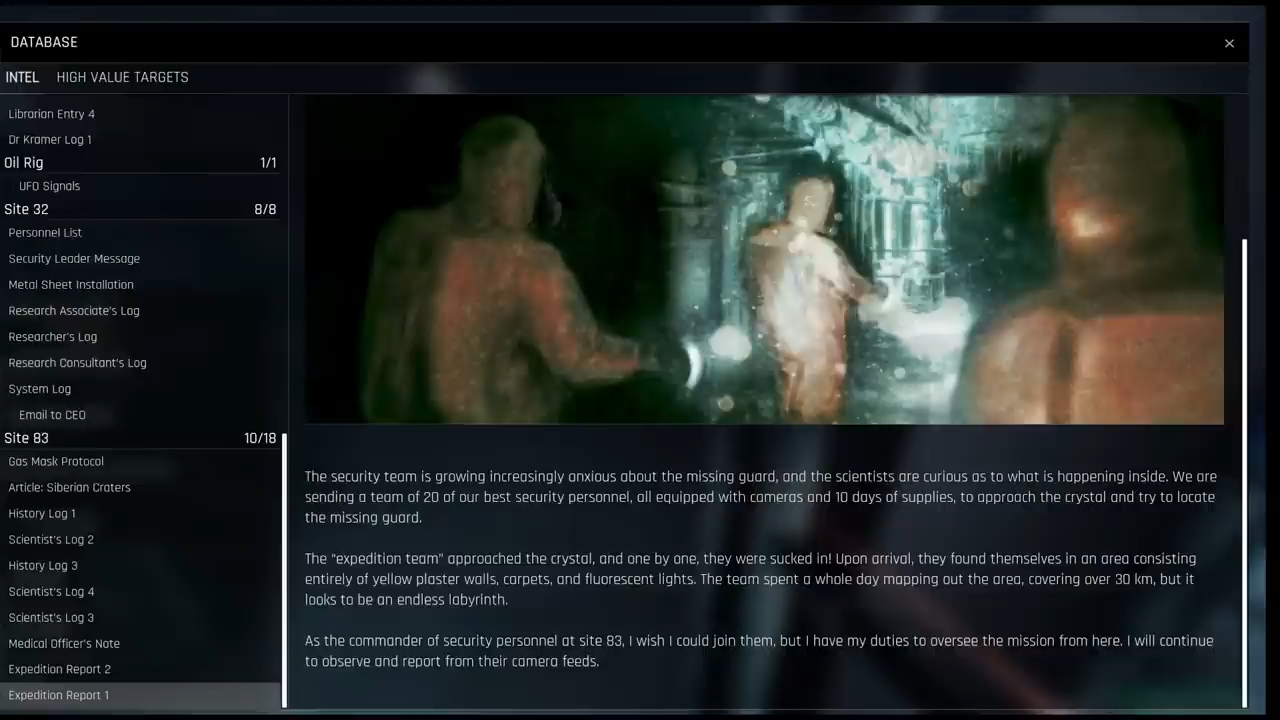 DATABASE
INTEL HIGH VALUE TARGETS
Librarian Entry 4
Dr Kramer Log 1
Oil Rig 1/1
UFO Signals
Site 32 8/8
Personnel List
Security Leader Message
Metal Sheet Installation
Research Associate's Log
Researcher's Log
Research Consultant's Log
System Log
Email to CEO
Site 83 10/18
Gas Mask Protocol
Article: Siberian Craters
History Log 1
Scientist's Log 2
History Log 3
Scientist's Log 4
Scientist's Log 3
Medical Officer's Note
Expedition Report 2
Expedition Report 1
The security team is growing increasingly anxious about the missing guard, and the scientists are curious as to what is happening inside. We are
sending a team of 20 of our best security personnel, all equipped with cameras and 10 days of supplies, to approach the crystal and try to locate
the missing guard.
The "expedition team" approached the crystal, and one by one, they were sucked in! Upon arrival, they found themselves in an area consisting
entirely of yellow plaster walls, carpets, and fluorescent lights. The team spent a whole day mapping out the area, covering over 30 km, but it
looks to be an endless labyrinth.
As the commander of security personnel at site 83, I wish I could join them, but I have my duties to oversee the mission from here. I will continue
to observe and report from their camera feeds.